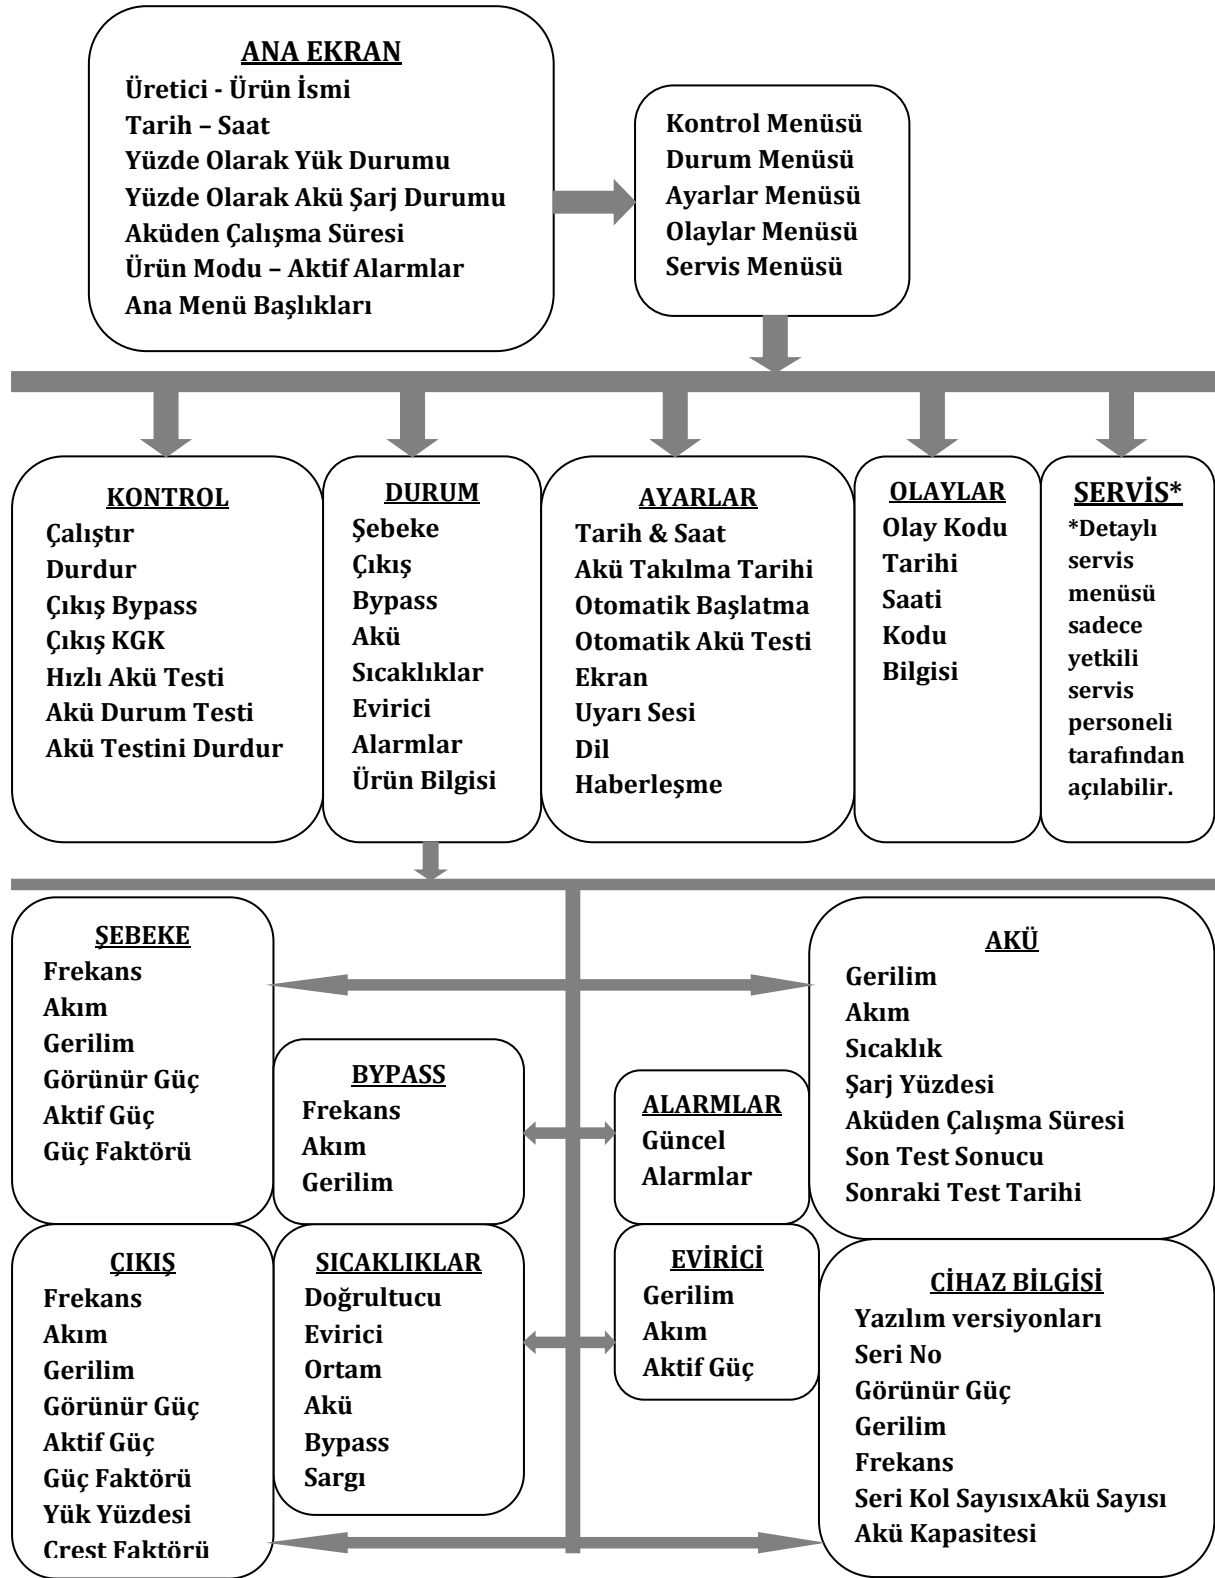 ANA EKRAN
Üretici - Ürün İsmi
Tarih – Saat
Yüzde Olarak Yük Durumu
Yüzde Olarak Akü Şarj Durumu
Aküden Çalışma Süresi
Ürün Modu – Aktif Alarmlar
Ana Menü Başlıkları
Kontrol Menüsü
Durum Menüsü
Ayarlar Menüsü
Olaylar Menüsü
Servis Menüsü
KONTROL
Çalıştır
Durdur
Çıkış Bypass
Çıkış KGK
Hızlı Akü Testi
Akü Durum Testi
Akü Testini Durdur
DURUM
Şebeke
Çıkış
Bypass
Akü
Sıcaklıklar
Evirici
Alarmlar
Ürün Bilgisi
AYARLAR
Tarih & Saat
Akü Takılma Tarihi
Otomatik Başlatma
Otomatik Akü Testi
Ekran
Uyarı Sesi
Dil
Haberleşme
OLAYLAR
Olay Kodu
Tarihi
Saati
Kodu
Bilgisi
SERVİS*
*Detaylı
servis
menüsü
sadece
yetkili
servis
personeli
tarafından
açılabilir.
ŞEBEKE
Frekans
Akım
Gerilim
Görünür Güç
Aktif Güç
Güç Faktörü
BYPASS
Frekans
Akım
Gerilim
ALARMLAR
Güncel
Alarmlar
AKÜ
Gerilim
Akım
Sıcaklık
Şarj Yüzdesi
Aküden Çalışma Süresi
Son Test Sonucu
Sonraki Test Tarihi
ÇIKIŞ
Frekans
Akım
Gerilim
Görünür Güç
Aktif Güç
Güç Faktörü
Yük Yüzdesi
Crest Faktörü
SICAKLIKLAR
Doğrultucu
Evirici
Ortam
Akü
Bypass
Sargı
EVİRİCİ
Gerilim
Akım
Aktif Güç
CİHAZ BİLGİSİ
Yazılım versiyonları
Seri No
Görünür Güç
Gerilim
Frekans
Seri Kol SayısıxAkü Sayısı
Akü Kapasitesi